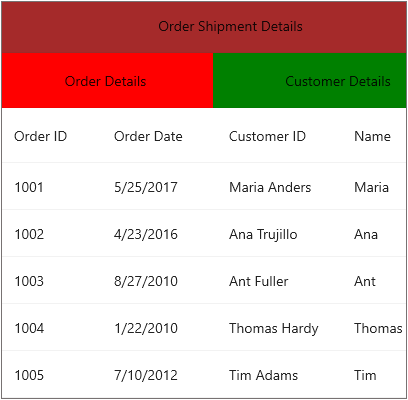 Order Shipment Details
Order Details Customer Details
Order ID Order Date Customer ID Name
1001 5/25/2017 Maria Anders Maria
1002 4/23/2016 Ana Trujillo Ana
1003 8/27/2010 Ant Fuller Ant
1004 1/22/2010 Thomas Hardy Thomas
1005 7/10/2012 Tim Adams Tim